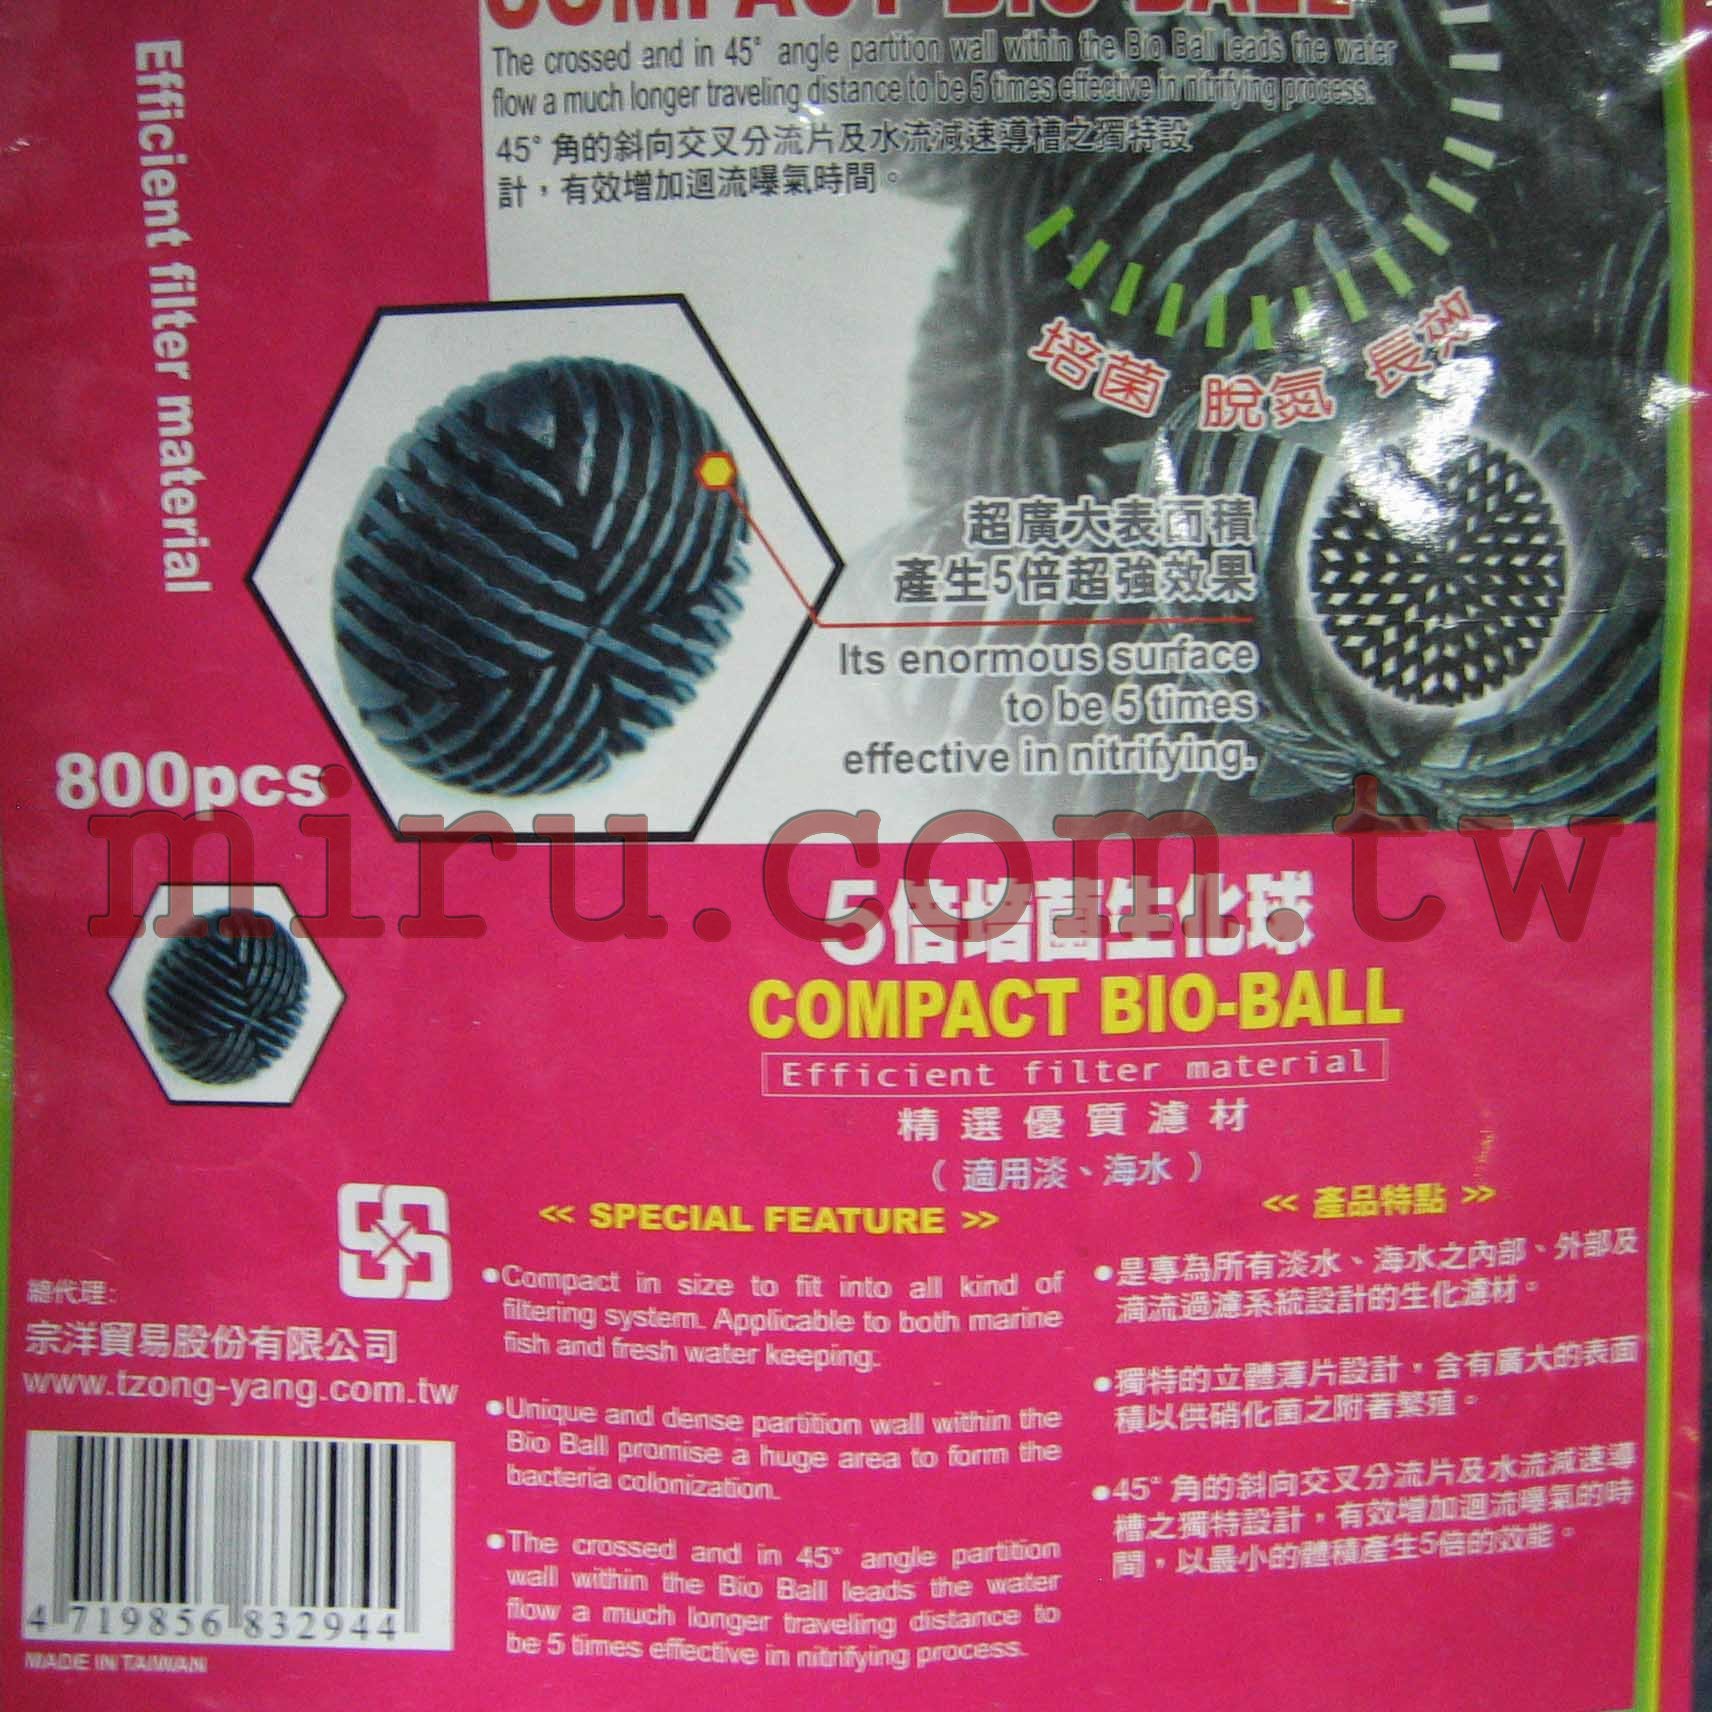 COMPACT BIO-BALL
The crossed and in 45° angle partition wall within the Bio Ball leads the water
flow a much longer traveling distance to be 5 times effective in nitrifying process.
45° 角的斜向交叉分流片及水流減速導槽之獨特設
計，有效增加迴流曝氣時間。
Efficient filter material
培菌 脫氮 長效
超廣大表面積
產生5倍超強效果
Its enormous surface
to be 5 times
effective in nitrifying.
800pcs
miru.com.tw
5倍培菌生化球
COMPACT BIO-BALL
Efficient filter material
精選優質濾材
（適用淡、海水）
<< SPECIAL FEATURE >>
•Compact in size to fit into all kind of
filtering system. Applicable to both marine
fish and fresh water keeping.
•Unique and dense partition wall within the
Bio Ball promise a huge area to form the
bacteria colonization.
•The crossed and in 45° angle partition
wall within the Bio Ball leads the water
flow a much longer traveling distance to
be 5 times effective in nitrifying process.
<< 產品特點 >>
•是專為所有淡水、海水之內部、外部及
滴流過濾系統設計的生化濾材。
•獨特的立體薄片設計，含有廣大的表面
積以供硝化菌之附著繁殖。
•45° 角的斜向交叉分流片及水流減速導
槽之獨特設計，有效增加迴流曝氣的時
間，以最小的體積產生5倍的效能。
總代理:
宗洋貿易股份有限公司
www.tzong-yang.com.tw
4 719856 832944
MADE IN TAIWAN